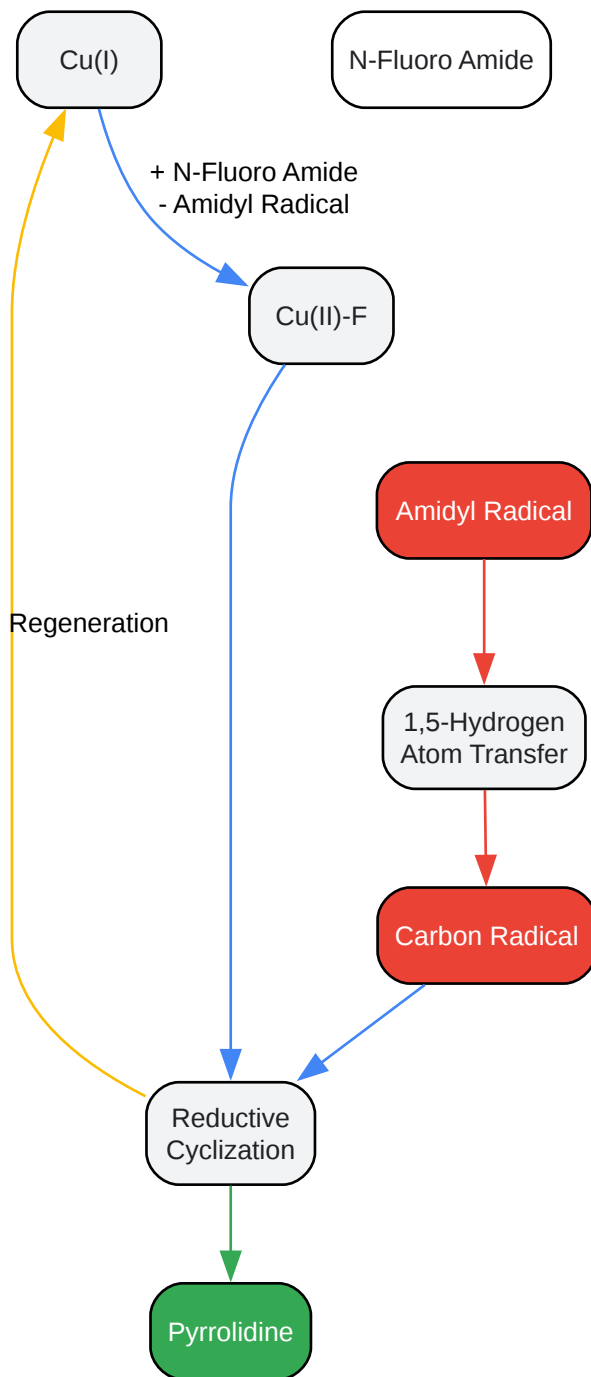 Cu(I)
N-Fluoro Amide
+ N-Fluoro Amide
- Amidyl Radical
Cu(II)-F
Amidyl Radical
Regeneration
1,5-Hydrogen
Atom Transfer
Carbon Radical
Reductive
Cyclization
Pyrrolidine